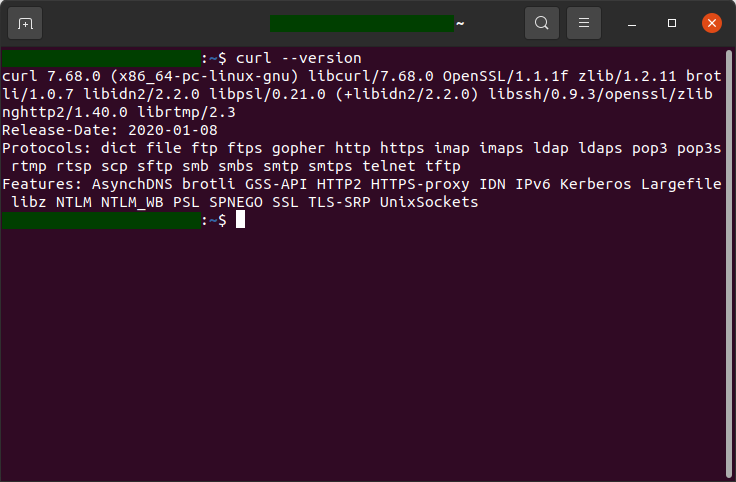 ~
:~$ curl --version
curl 7.68.0 (x86_64-pc-linux-gnu) libcurl/7.68.0 OpenSSL/1.1.1f zlib/1.2.11 brot
li/1.0.7 libidn2/2.2.0 libpsl/0.21.0 (+libidn2/2.2.0) libssh/0.9.3/openssl/zlib
nghttp2/1.40.0 librtmp/2.3
Release-Date: 2020-01-08
Protocols: dict file ftp ftps gopher http https imap imaps ldap ldaps pop3 pop3s
rtmp rtsp scp sftp smb smbs smtp smtps telnet tftp
Features: AsynchDNS brotli GSS-API HTTP2 HTTPS-proxy IDN IPv6 Kerberos Largefile
libz NTLM NTLM_WB PSL SPNEGO SSL TLS-SRP UnixSockets
:~$